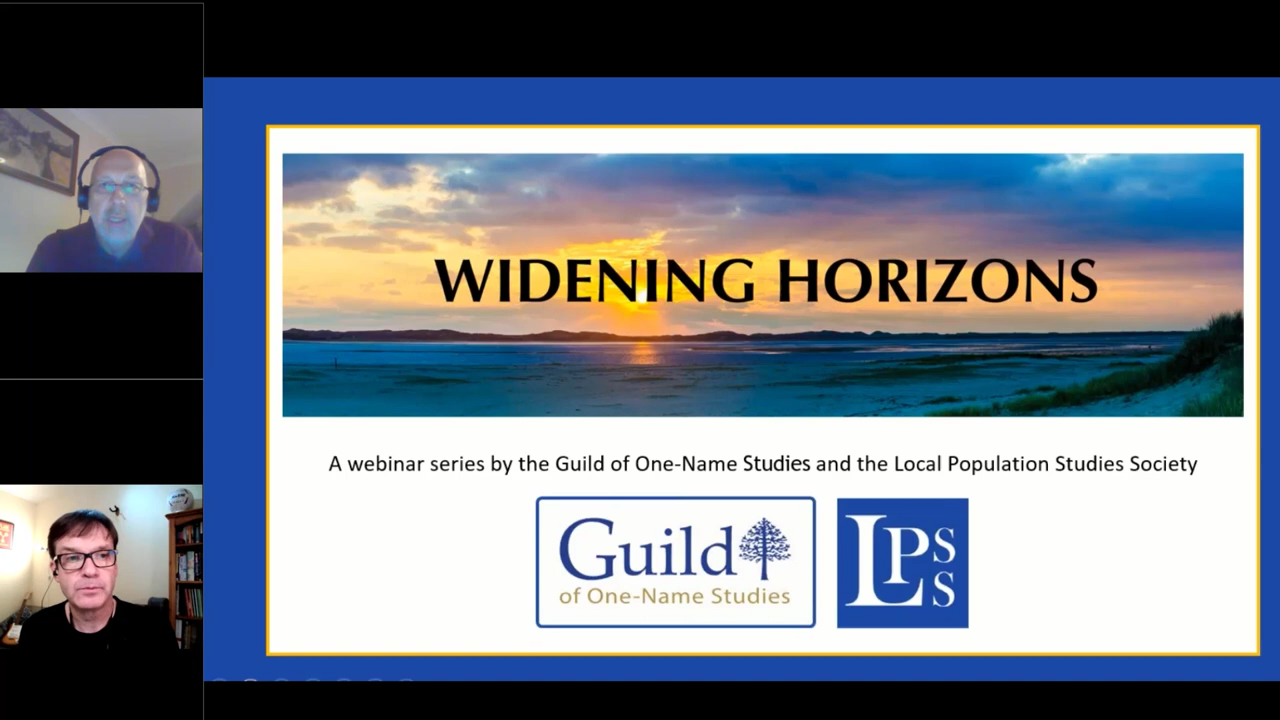 WIDENING HORIZONS
A webinar series by the Guild of One-Name Studies and the Local Population Studies Society
Guild
of One-Name Studies
LPSS